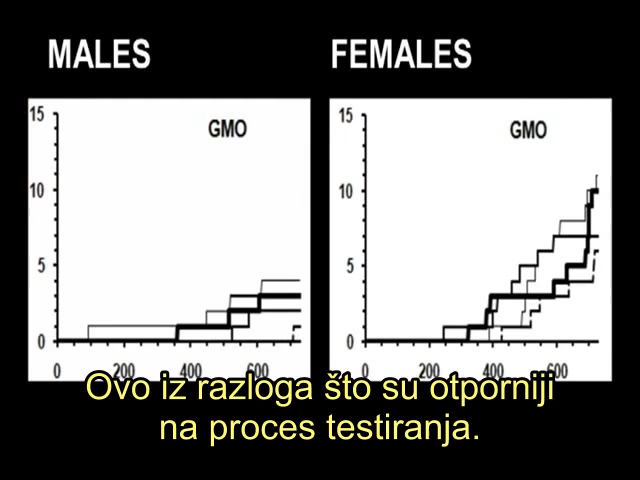 MALES FEMALES
15 GMO 15 GMO
10 10
5 5
0 0
0 200 400 600 0 200 400 600
Ovo iz razloga što su otporniji
na proces testiranja.